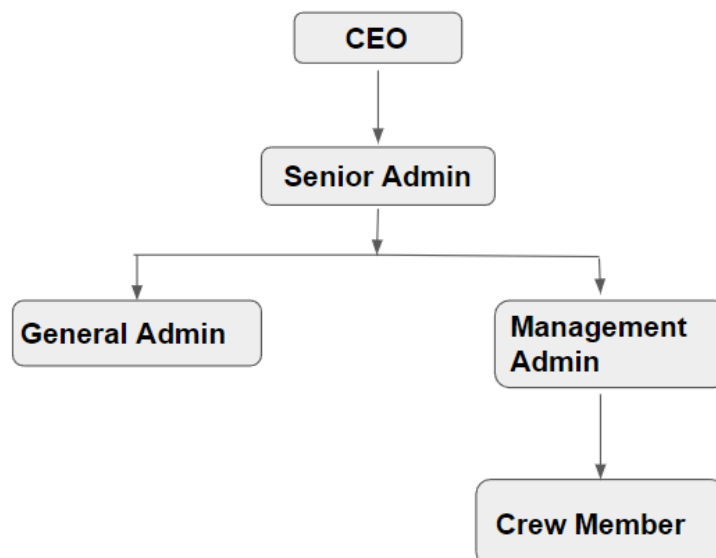 CEO
Senior Admin
General Admin
Management
Admin
Crew Member